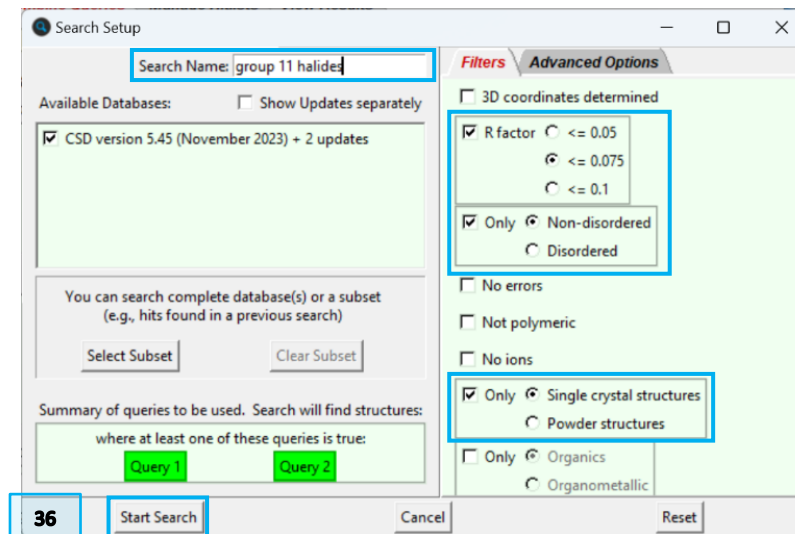 Search Setup
Search Name: group 11 halides
Available Databases:
Show Updates separately
CSD version 5.45 (November 2023) + 2 updates
You can search complete database(s) or a subset
(e.g., hits found in a previous search)
Select Subset
Clear Subset
Summary of queries to be used. Search will find structures:
where at least one of these queries is true:
Query 1
Query 2
Filters
Advanced Options
3D coordinates determined
R factor
<= 0.05
<= 0.075
<= 0.1
Only
Non-disordered
Disordered
No errors
Not polymeric
No ions
Only
Single crystal structures
Powder structures
Only
Organics
Organometallic
36
Start Search
Cancel
Reset